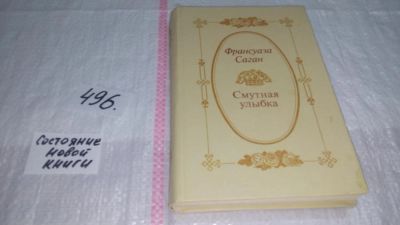 496.
Состояние
новой
книги
Франсуаза
Саган
Смутная
улыбка